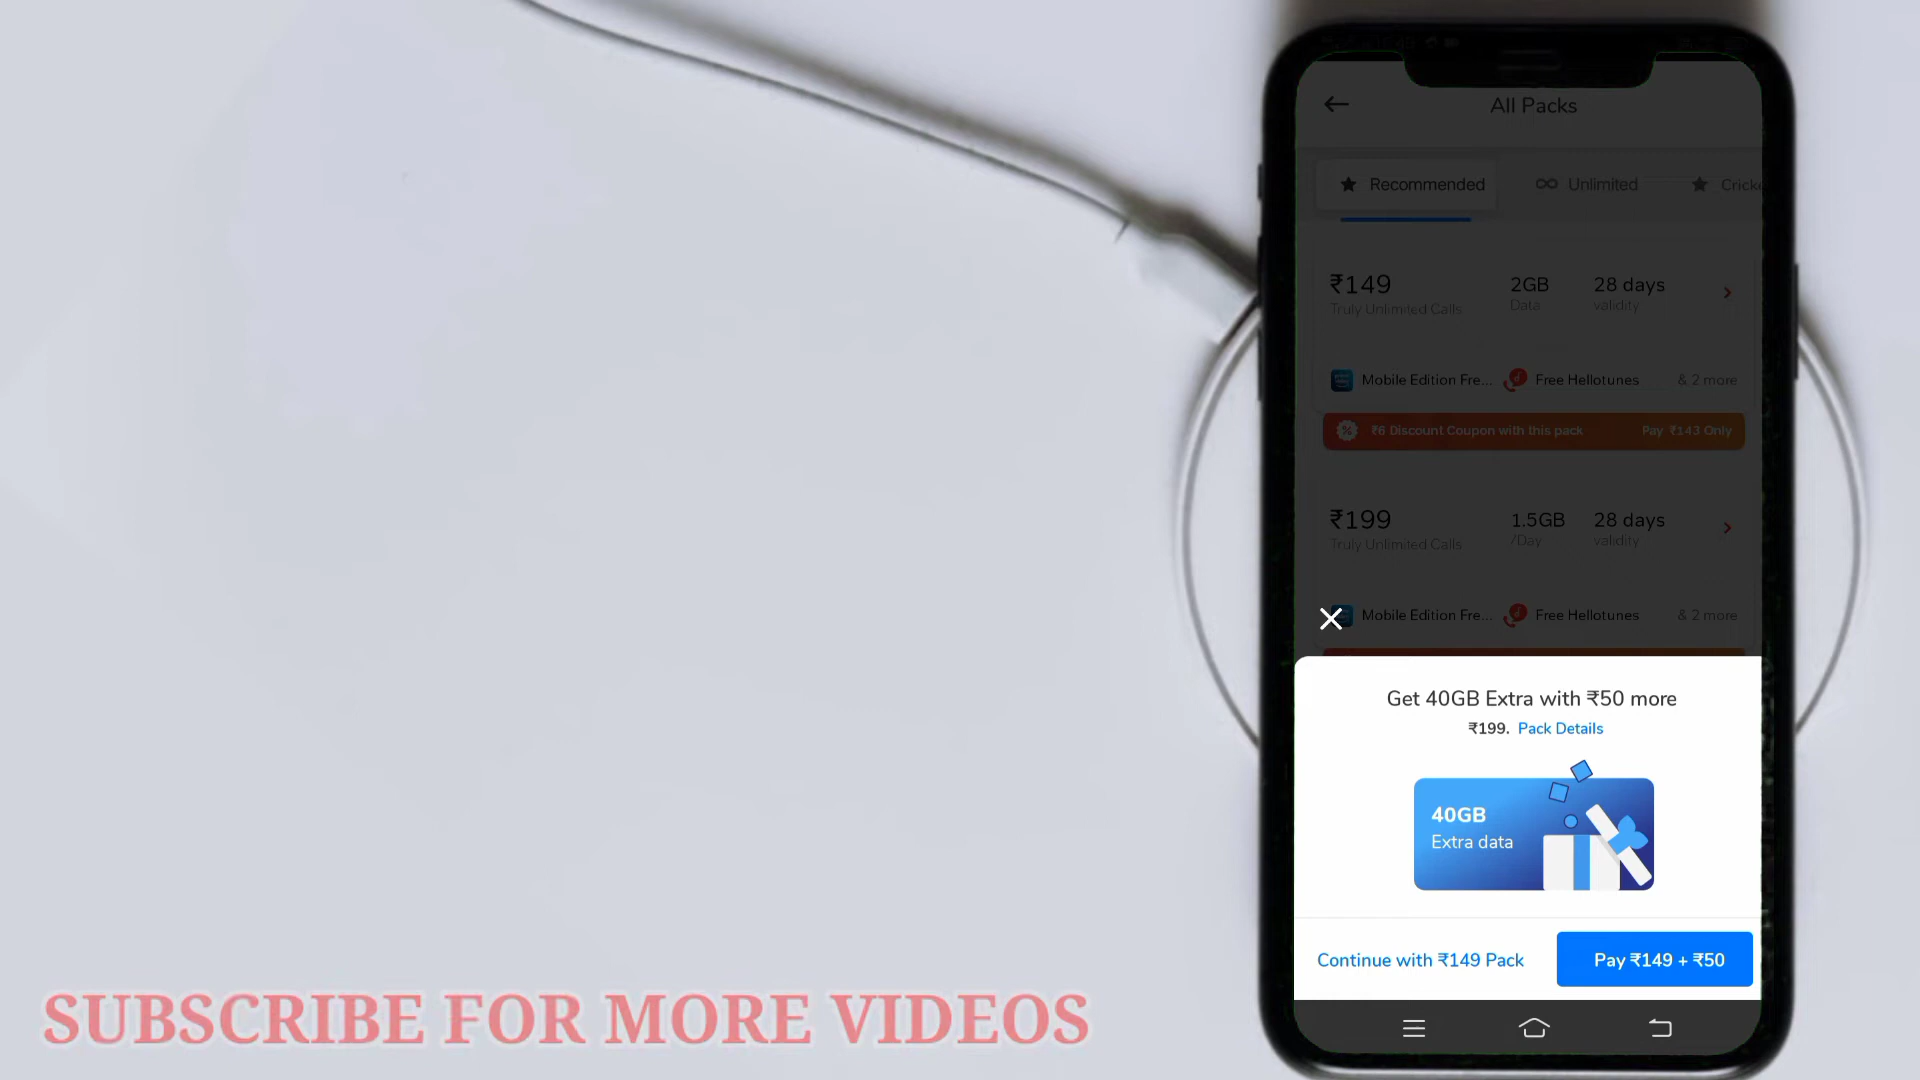 All Packs
Recommended
Unlimited
Cricke
₹149
2GB
28 days
Truly Unlimited Calls
Data
validity
Mobile Edition Fre...
Free Hellotunes
& 2 more
₹6 Discount Coupon with this pack
Pay ₹143 Only
₹199
1.5GB
28 days
Truly Unlimited Calls
/Day
validity
Mobile Edition Fre...
Free Hellotunes
& 2 more
Get 40GB Extra with ₹50 more
₹199. Pack Details
40GB
Extra data
Continue with ₹149 Pack
Pay ₹149 + ₹50
SUBSCRIBE FOR MORE VIDEOS